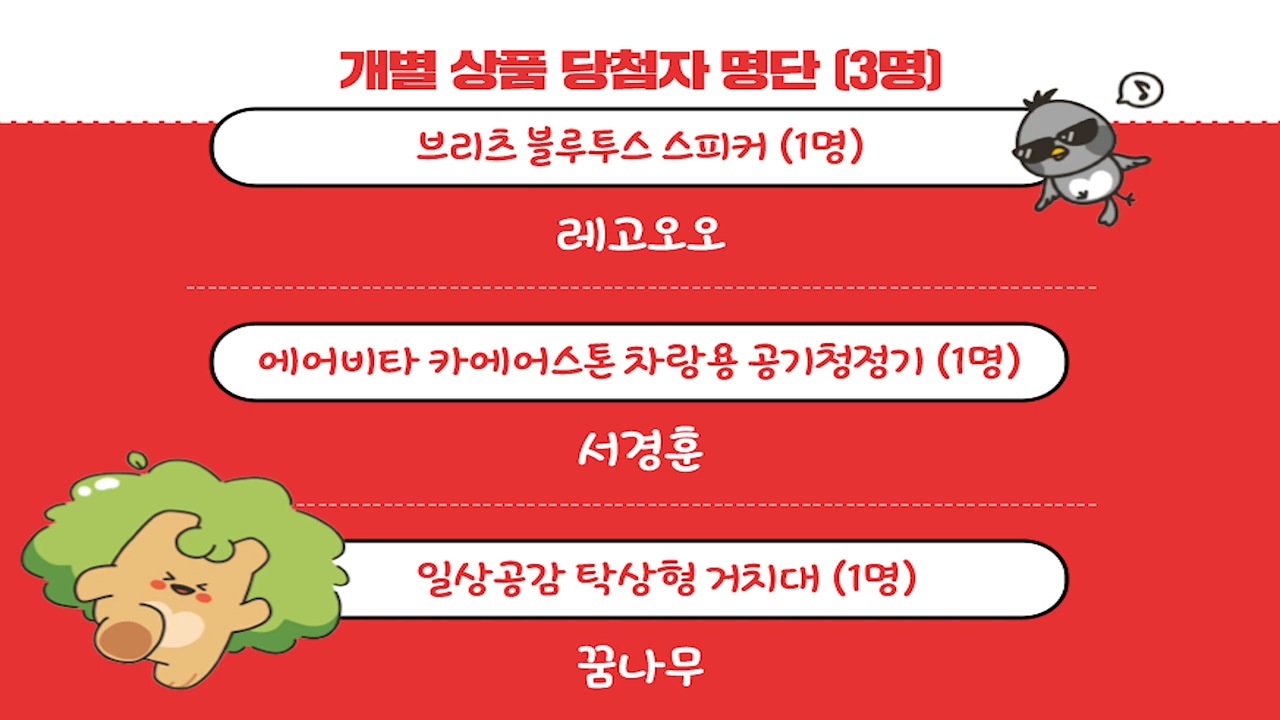 개별 상품 당첨자 명단 (3명)
브리츠 블루투스 스피커 (1명)
레고오오
에어비타 카에어스톤 차랑용 공기청정기 (1명)
서경훈
일상공감 탁상형 거치대 (1명)
꿈나무